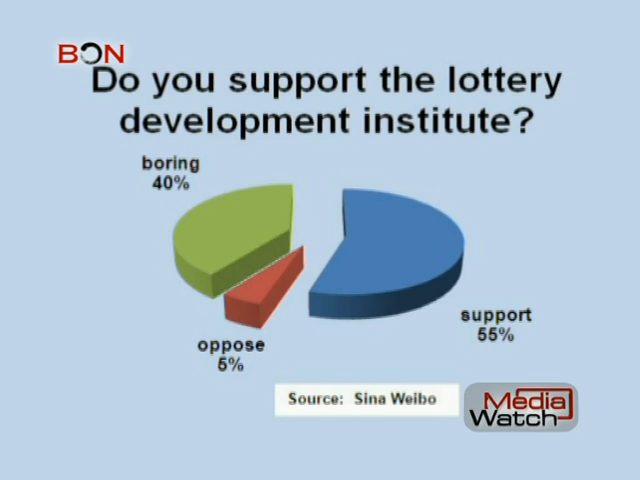 BON
Do you support the lottery
development institute?
boring
40%
support
55%
oppose
5%
Source: Sina Weibo
Media
Watch